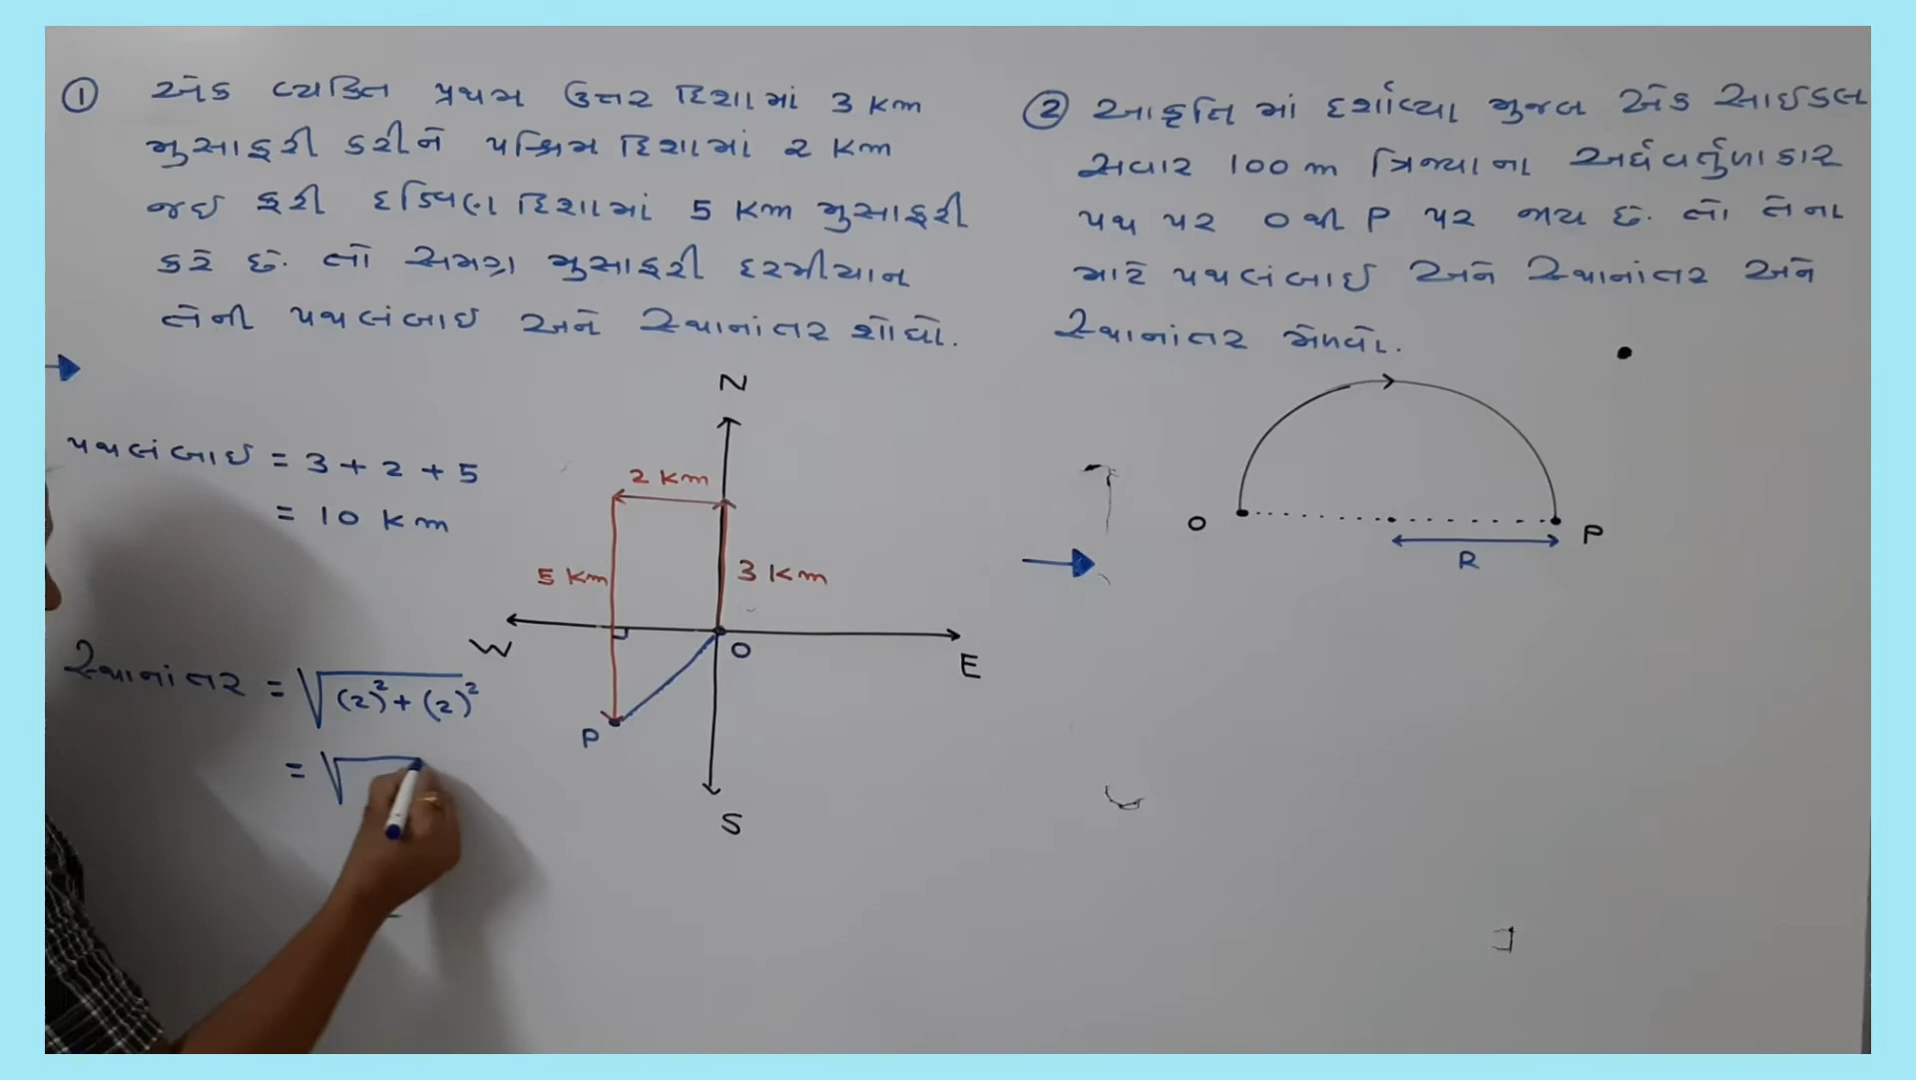 ① એક વ્યક્તિ પ્રથમ ઉત્તર દિશામાં 3 km
મુસાફરી કરીને પશ્ચિમ દિશામાં 2 km
જઇ ફરી દક્ષિણ દિશામાં 5 km મુસાફરી
કરે છે. તો સમગ્ર મુસાફરી દરમીયાન
તેની પથલંબાઇ અને સ્થાનાંતર શોધો.
પથલંબાઇ = 3 + 2 + 5
= 10 km
સ્થાનાંતર = √(2)² + (2)²
= √
N
2 km
5 km
3 km
W
O
E
P
S
② આકૃતિ માં દર્શાવ્યા મુજબ એક સાઇકલ
સવાર 100 m ત્રિજ્યાના અર્ધવર્તુળાકાર
પથ પર O થી P પર જાય છે. તો તેના
માટે પથલંબાઇ અને સ્થાનાંતર અને
સ્થાનાંતર મેળવો.
O
P
R